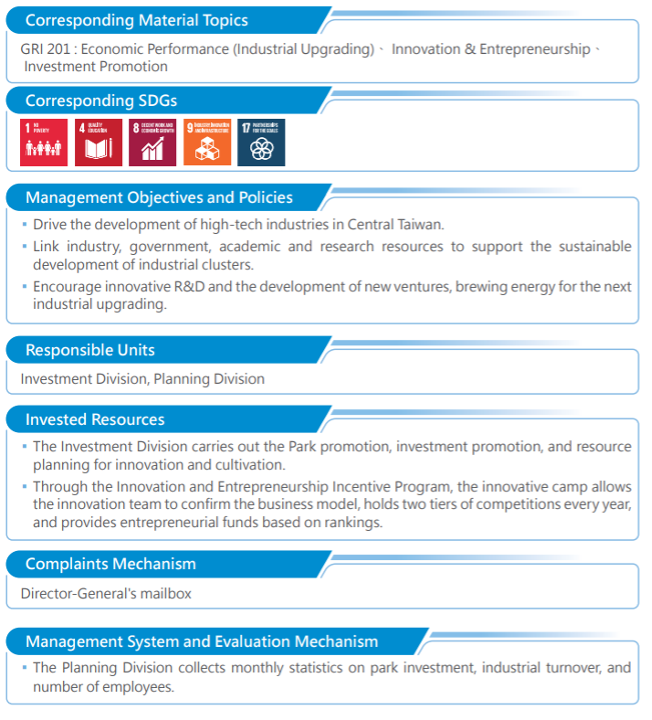 Corresponding Material Topics
GRI 201 : Economic Performance (Industrial Upgrading)、 Innovation & Entrepreneurship、
Investment Promotion
Corresponding SDGs
1 NO POVERTY
4 QUALITY EDUCATION
8 DECENT WORK AND ECONOMIC GROWTH
9 INDUSTRY, INNOVATION AND INFRASTRUCTURE
17 PARTNERSHIPS FOR THE GOALS
Management Objectives and Policies
▪ Drive the development of high-tech industries in Central Taiwan.
▪ Link industry, government, academic and research resources to support the sustainable
development of industrial clusters.
▪ Encourage innovative R&D and the development of new ventures, brewing energy for the next
industrial upgrading.
Responsible Units
Investment Division, Planning Division
Invested Resources
▪ The Investment Division carries out the Park promotion, investment promotion, and resource
planning for innovation and cultivation.
▪ Through the Innovation and Entrepreneurship Incentive Program, the innovative camp allows
the innovation team to confirm the business model, holds two tiers of competitions every year,
and provides entrepreneurial funds based on rankings.
Complaints Mechanism
Director-General's mailbox
Management System and Evaluation Mechanism
▪ The Planning Division collects monthly statistics on park investment, industrial turnover, and
number of employees.